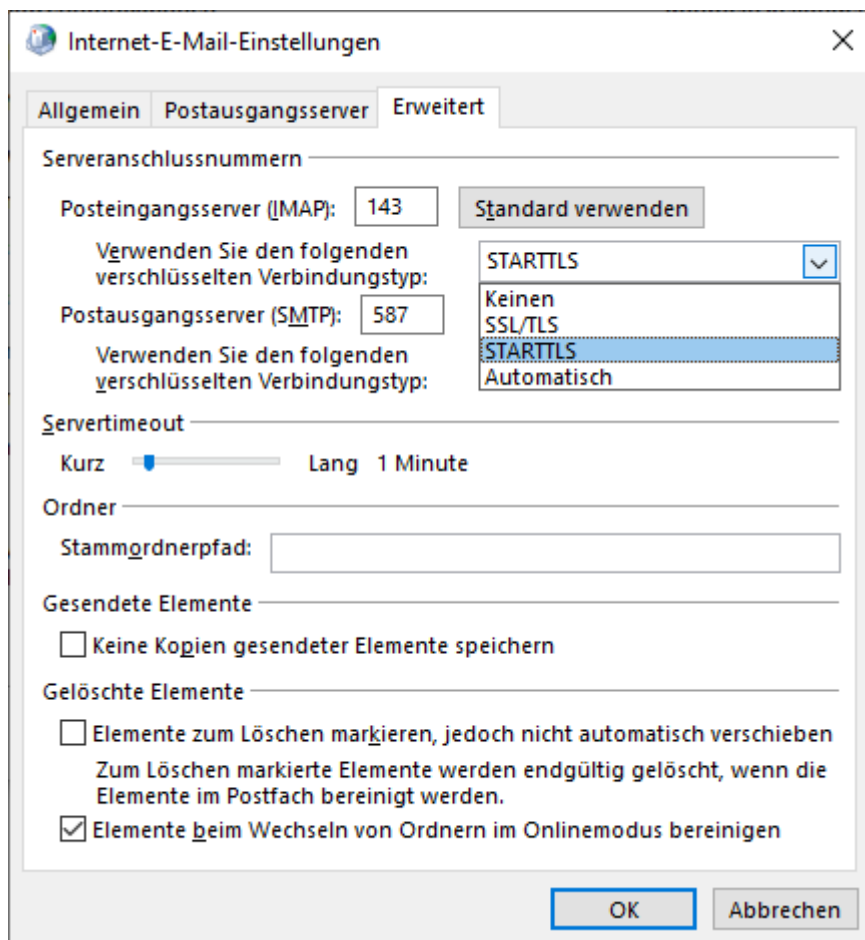 Internet-E-Mail-Einstellungen
Allgemein Postausgangsserver Erweitert
Serveranschlussnummern
Posteingangsserver (IMAP): 143 Standard verwenden
Verwenden Sie den folgenden
verschlüsselten Verbindungstyp: STARTTLS
Keinen
Postausgangsserver (SMTP): 587 SSL/TLS
Verwenden Sie den folgenden STARTTLS
verschlüsselten Verbindungstyp: Automatisch
Servertimeout
Kurz Lang 1 Minute
Ordner
Stammordnerpfad:
Gesendete Elemente
Keine Kopien gesendeter Elemente speichern
Gelöschte Elemente
Elemente zum Löschen markieren, jedoch nicht automatisch verschieben
Zum Löschen markierte Elemente werden endgültig gelöscht, wenn die
Elemente im Postfach bereinigt werden.
Elemente beim Wechseln von Ordnern im Onlinemodus bereinigen
OK Abbrechen